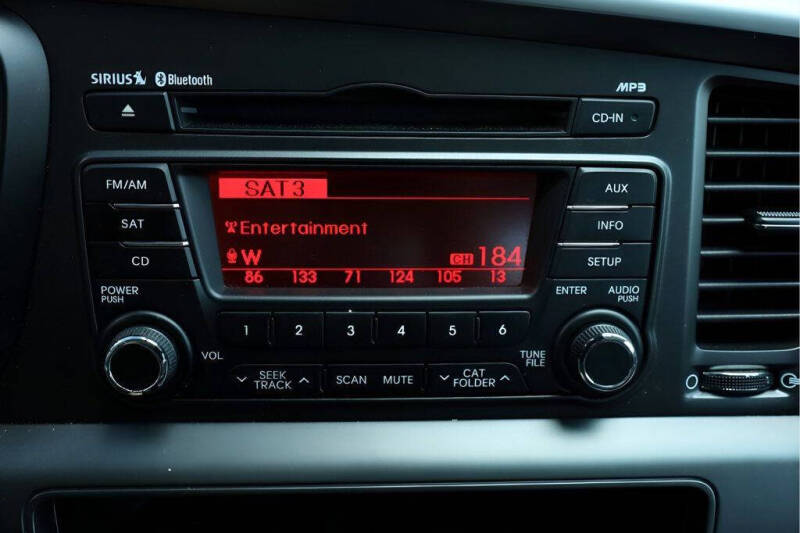 SIRIUS Bluetooth MP3
CD-IN
FM/AM SAT3 AUX
SAT Entertainment INFO
CD W CH 184 SETUP
86 133 71 124 105 13
POWER PUSH ENTER AUDIO PUSH
1 2 3 4 5 6
VOL TUNE FILE
SEEK TRACK SCAN MUTE CAT FOLDER